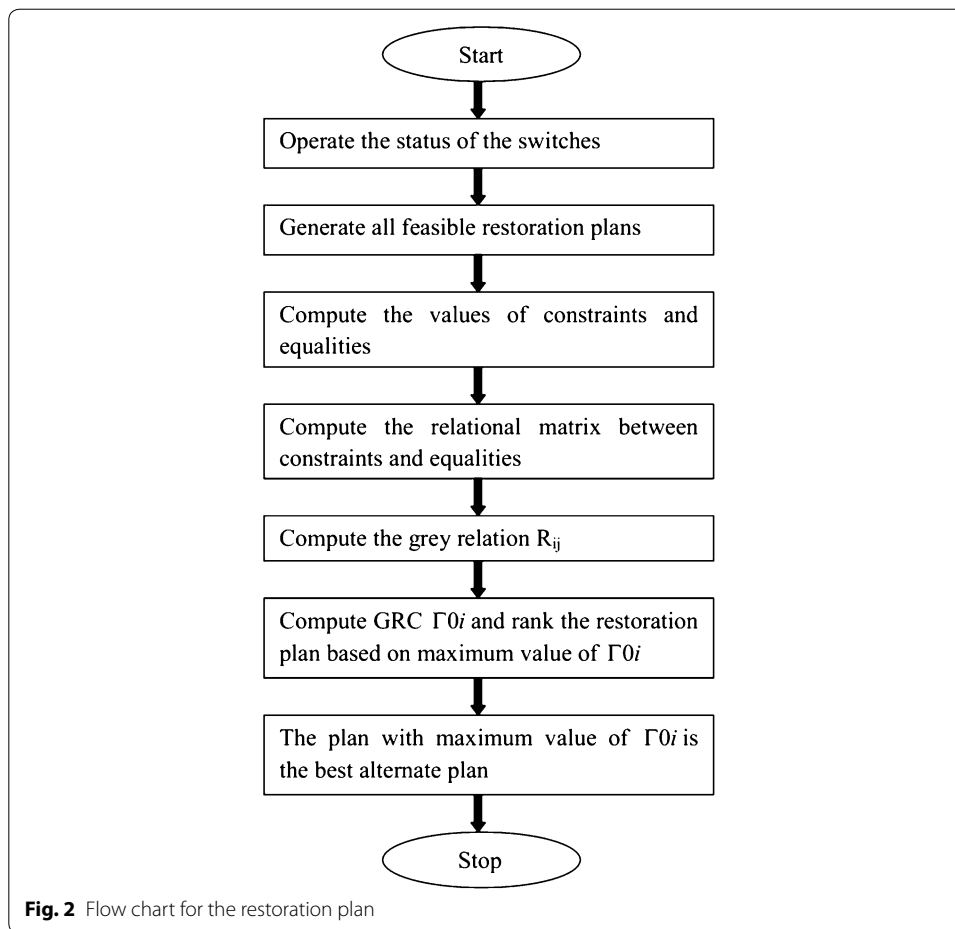 Start
Operate the status of the switches
Generate all feasible restoration plans
Compute the values of constraints and
equalities
Compute the relational matrix between
constraints and equalities
Compute the grey relation Rij
Compute GRC Γ0i and rank the restoration
plan based on maximum value of Γ0i
The plan with maximum value of Γ0i is
the best alternate plan
Stop
Fig. 2 Flow chart for the restoration plan